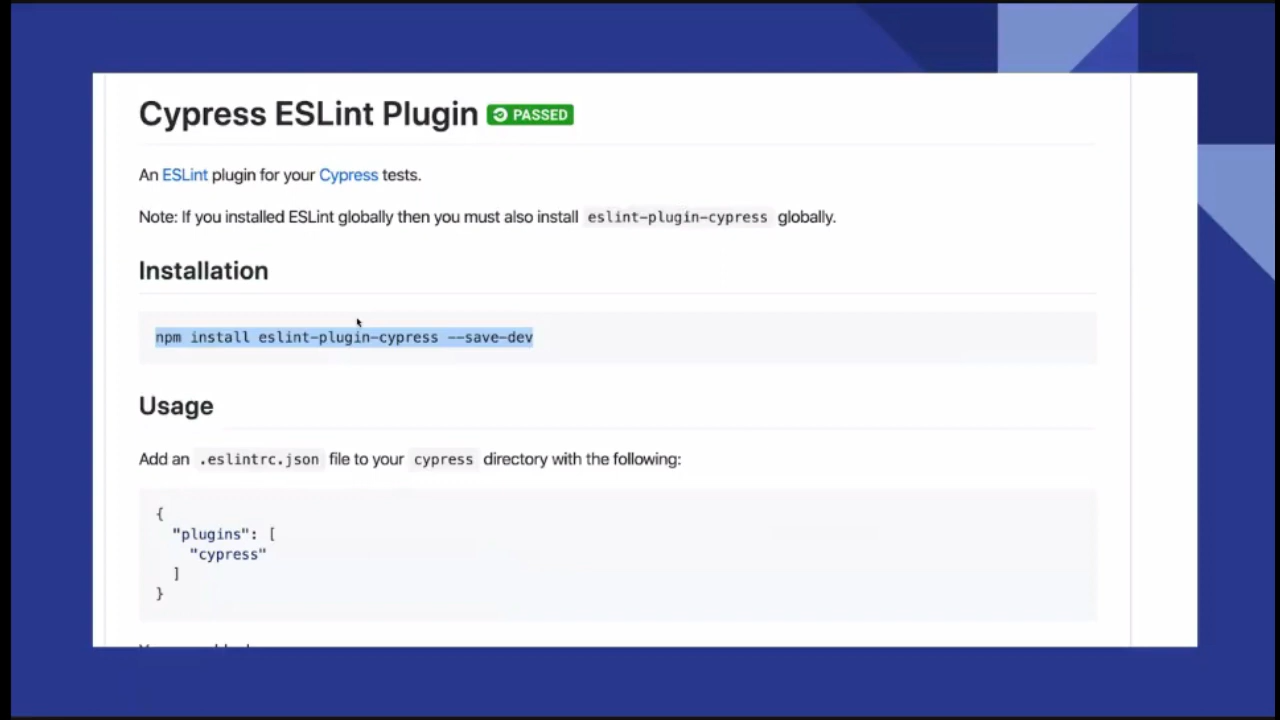 Cypress ESLint Plugin PASSED
An ESLint plugin for your Cypress tests.
Note: If you installed ESLint globally then you must also install eslint-plugin-cypress globally.
Installation
npm install eslint-plugin-cypress --save-dev
Usage
Add an .eslintrc.json file to your cypress directory with the following:
{
"plugins": [
"cypress"
]
}